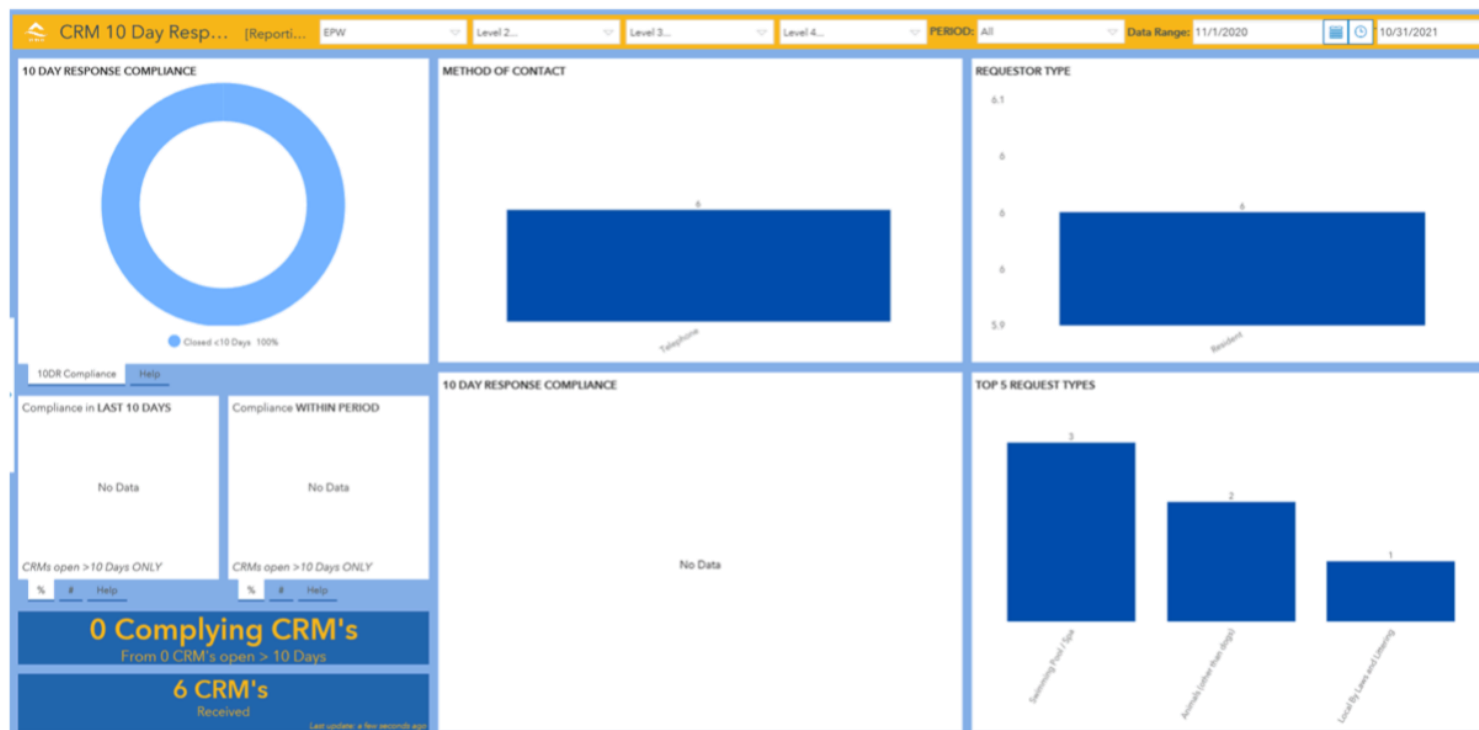 CRM 10 Day Resp... [Reporti... EPW Level 2... Level 3... Level 4... PERIOD: All Data Range: 11/1/2020 10/31/2021
10 DAY RESPONSE COMPLIANCE
Closed <10 Days 100%
10DR Compliance Help
Compliance in LAST 10 DAYS
No Data
CRMs open >10 Days ONLY
% # Help
Compliance WITHIN PERIOD
No Data
CRMs open >10 Days ONLY
% # Help
0 Complying CRM's
From 0 CRM's open > 10 Days
6 CRM's
Received
Last update: a few seconds ago
METHOD OF CONTACT
6
Telephone
10 DAY RESPONSE COMPLIANCE
No Data
REQUESTOR TYPE
6.1
6
6
6
5.9
6
Resident
TOP 5 REQUEST TYPES
3
2
1
Swimming Pool / Spa
Animals (other than dogs)
Local By Laws and Littering